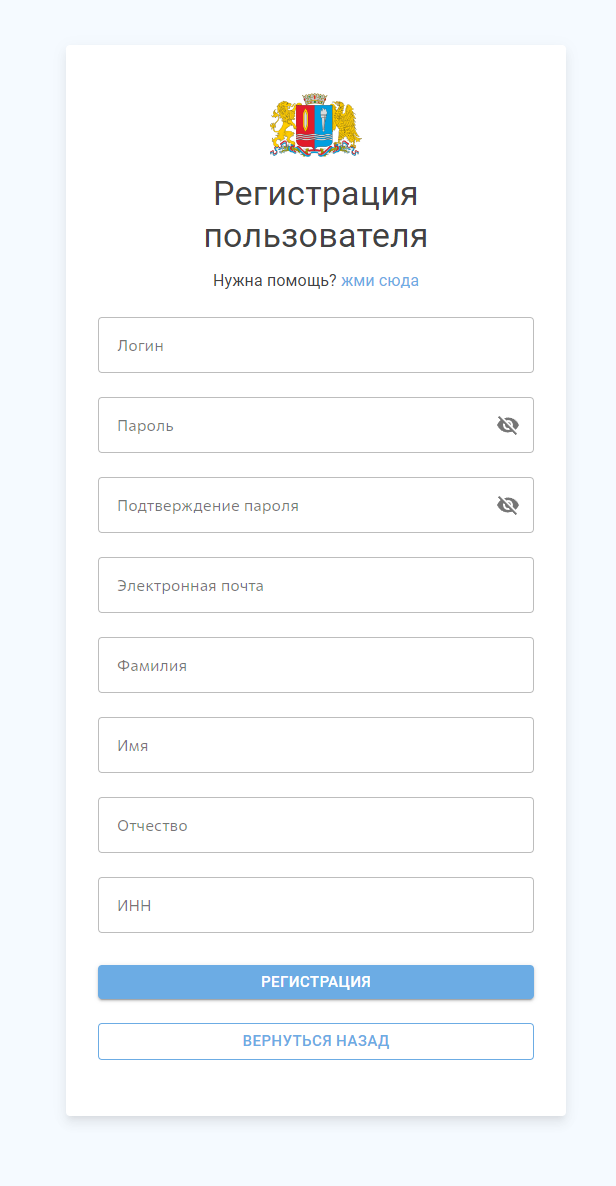 Регистрация
пользователя
Нужна помощь? жми сюда
Логин
Пароль
Подтверждение пароля
Электронная почта
Фамилия
Имя
Отчество
ИНН
РЕГИСТРАЦИЯ
ВЕРНУТЬСЯ НАЗАД